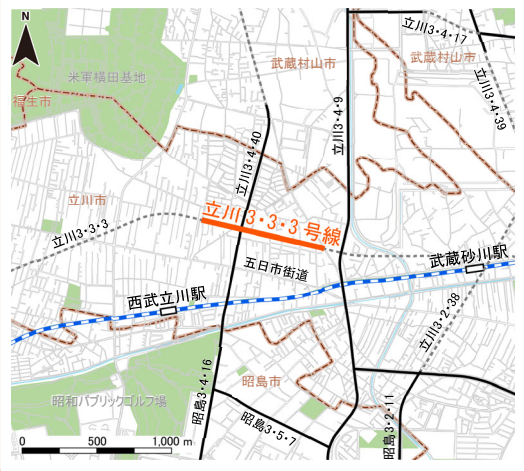 N
立川3・4・17
武蔵村山市
武蔵村山市
米軍横田基地
福生市
立川3・4・39
立川3・4・9
立川3・4・40
立川市
立川3・3・3号線
立川3・3・3
武蔵砂川駅
五日市街道
西武立川駅
立川3・2・38
昭島市
昭島3・4・16
昭和パブリックゴルフ場
昭島3・5・7
昭島3・2・11
0 500 1,000 m